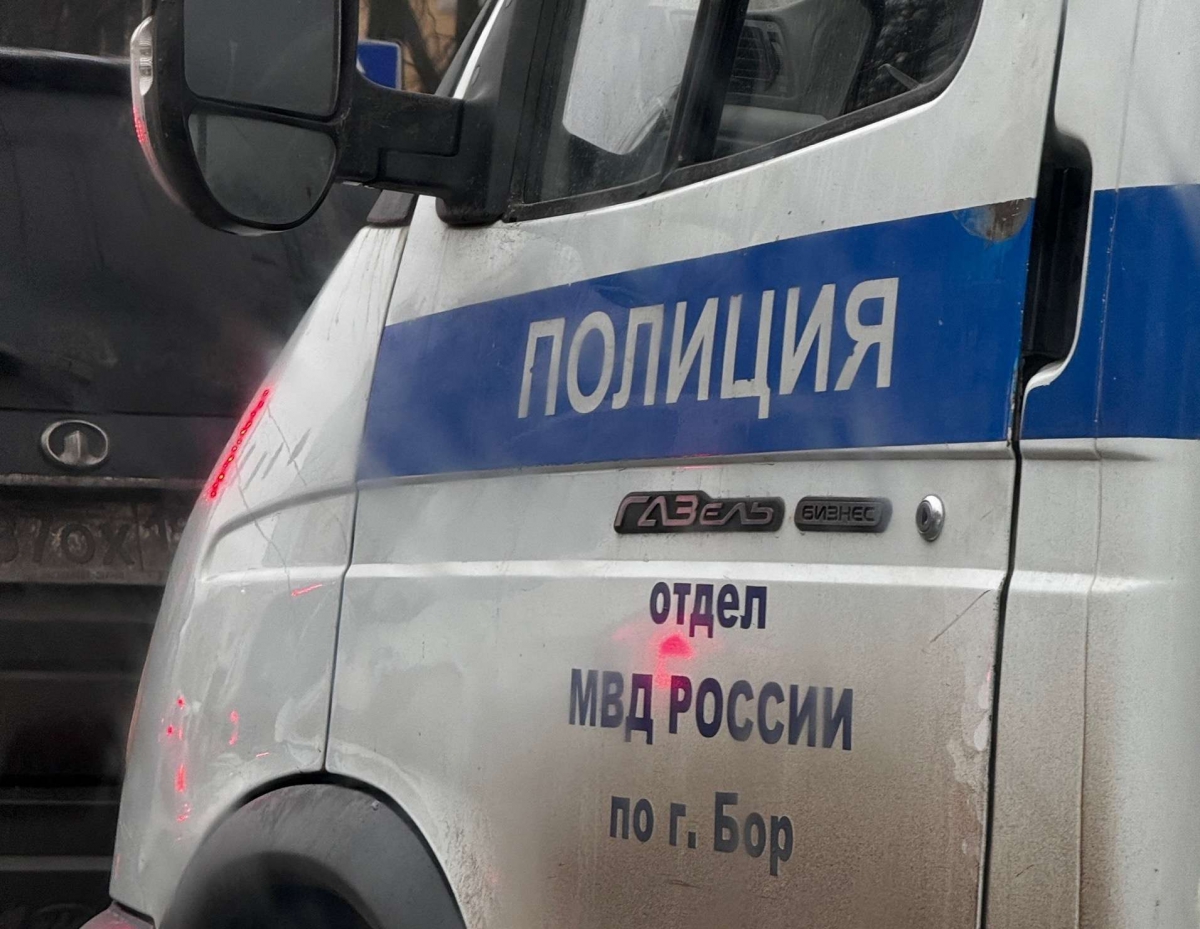 ПОЛИЦИЯ
ГАЗель БИЗНЕС
отдел
МВД РОССИИ
по г. Бор